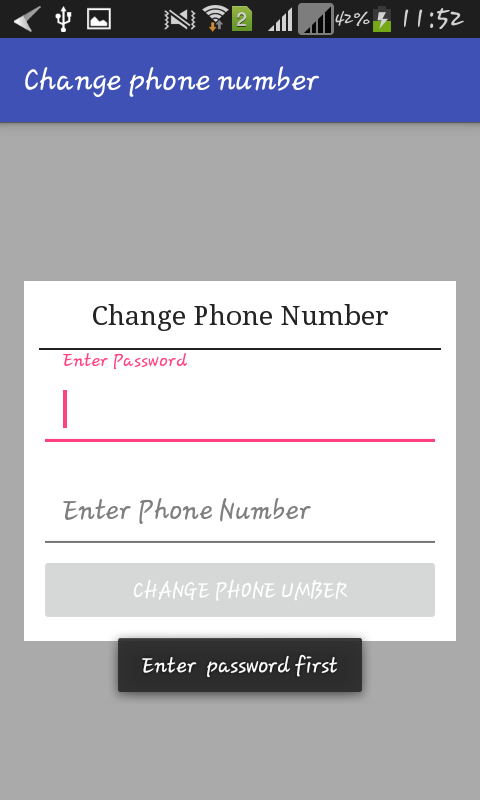 2 42% 11:52
Change phone number
Change Phone Number
Enter Password
Enter Phone Number
CHANGE PHONE UMBER
Enter password first